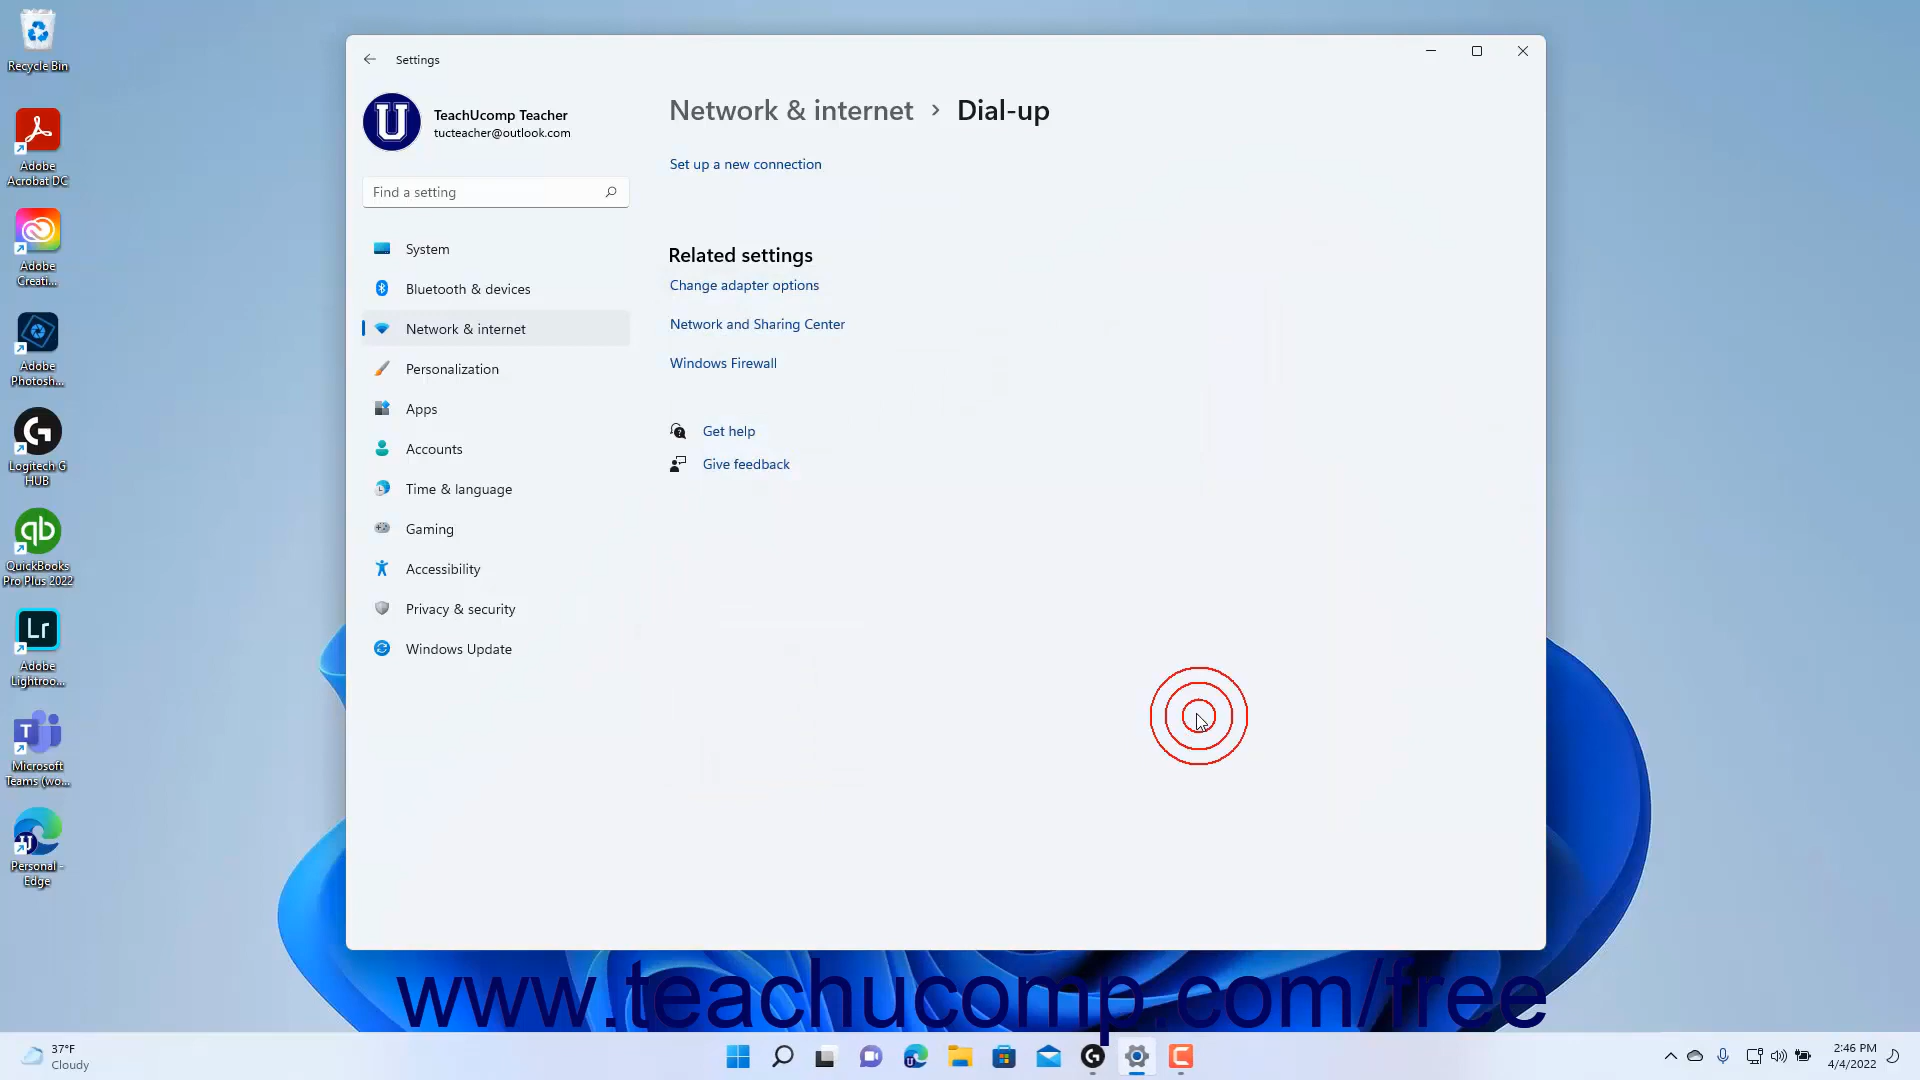 Recycle Bin
Adobe
Acrobat DC
Adobe
Creati...
Adobe
Photosh...
Logitech G
HUB
QuickBooks
Pro Plus 2022
Lr
Adobe
Lightroo...
Microsoft
Teams (wo...
Personal -
Edge
Settings
U
TeachUcomp Teacher
tucteacher@outlook.com
Find a setting
System
Bluetooth & devices
Network & internet
Personalization
Apps
Accounts
Time & language
Gaming
Accessibility
Privacy & security
Windows Update
Network & internet > Dial-up
Set up a new connection
Related settings
Change adapter options
Network and Sharing Center
Windows Firewall
Get help
Give feedback
www.teachucomp.com/free
37°F
Cloudy
2:46 PM
4/4/2022